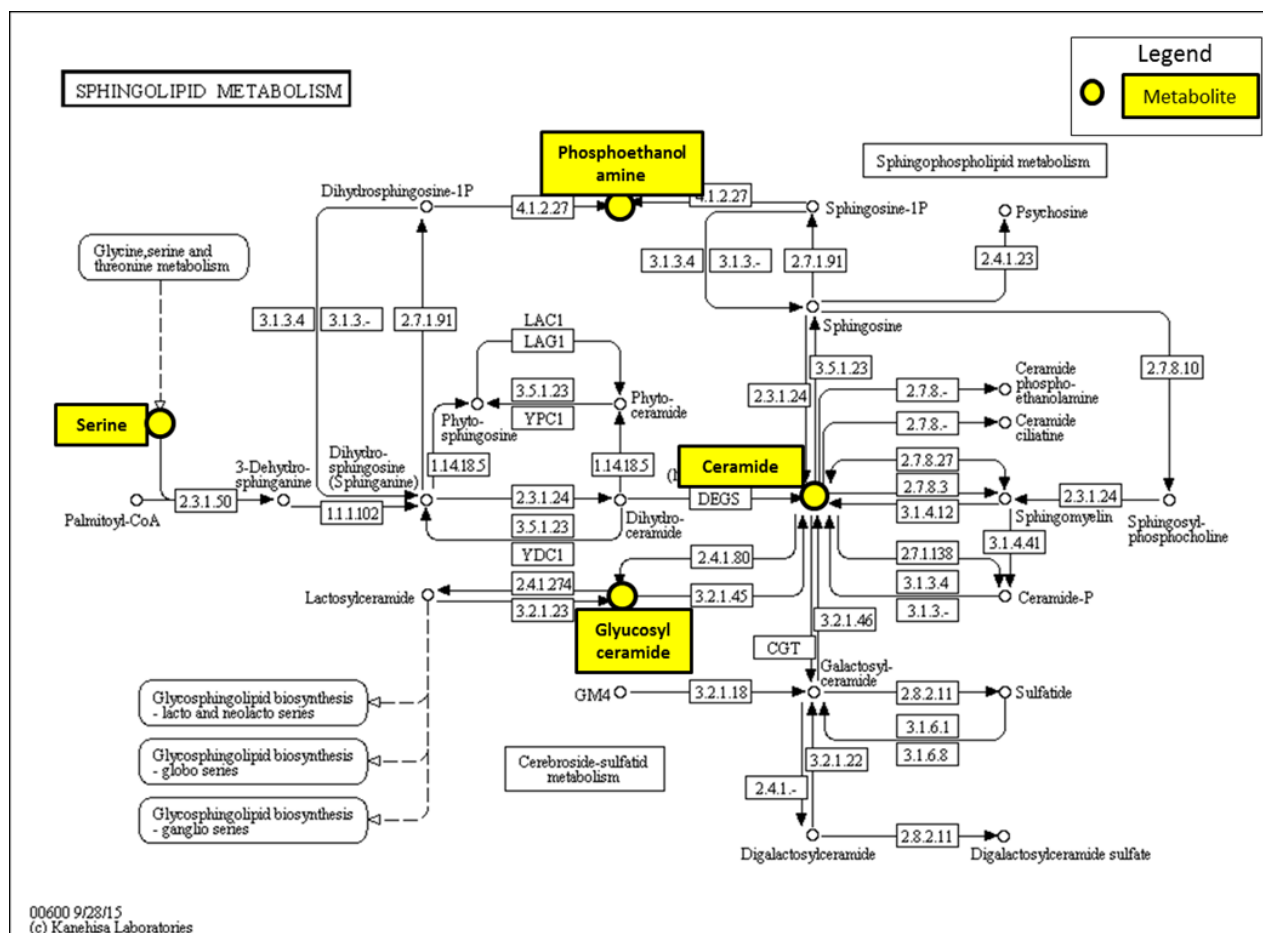 Legend
Metabolite
SPHINGOLIPID METABOLISM
Phosphoethanol
amine
Sphingophospholipid metabolism
Dihydrosphingosine-1P
4.1.2.27
4.1.2.27
Sphingosine-1P
Psychosine
Glycine,serine and
threonine metabolism
3.1.3.4
3.1.3.-
2.7.1.91
2.4.1.23
3.1.3.4
3.1.3.-
2.7.1.91
LAC1
LAG1
Sphingosine
3.5.1.23
2.7.8.10
3.5.1.23
YPC1
Phyto-
sphingosine
Phyto-
ceramide
2.3.1.24
2.7.8.-
Ceramide
phospho-
ethanolamine
2.7.8.-
Ceramide
ciliatine
Serine
3-Dehydro-
sphinganine
Dihydro-
sphingosine
(Sphinganine)
1.14.18.5
1.14.18.5
Ceramide
2.7.8.27
2.7.8.3
3.1.4.12
Palmitoyl-CoA
2.3.1.50
1.1.1.102
2.3.1.24
DEGS
Sphingomyelin
2.3.1.24
Sphingosyl-
phosphocholine
3.5.1.23
YDC1
Dihydro-
ceramide
3.1.4.41
2.4.1.80
2.7.1.138
2.4.1.274
3.2.1.23
Lactosylceramide
3.2.1.45
3.1.3.4
3.1.3.-
Ceramide-P
Glyucosyl
ceramide
3.2.1.46
CGT
Galactosyl-
ceramide
GM4
3.2.1.18
2.8.2.11
Sulfatide
Glycosphingolipid biosynthesis
- lacto and neolacto series
3.1.6.1
3.1.6.8
Glycosphingolipid biosynthesis
- globo series
Cerebroside-sulfatid
metabolism
3.2.1.22
2.4.1.-
Glycosphingolipid biosynthesis
- ganglio series
Digalactosylceramide
2.8.2.11
Digalactosylceramide sulfate
00600 9/28/15
(c) Kanehisa Laboratories